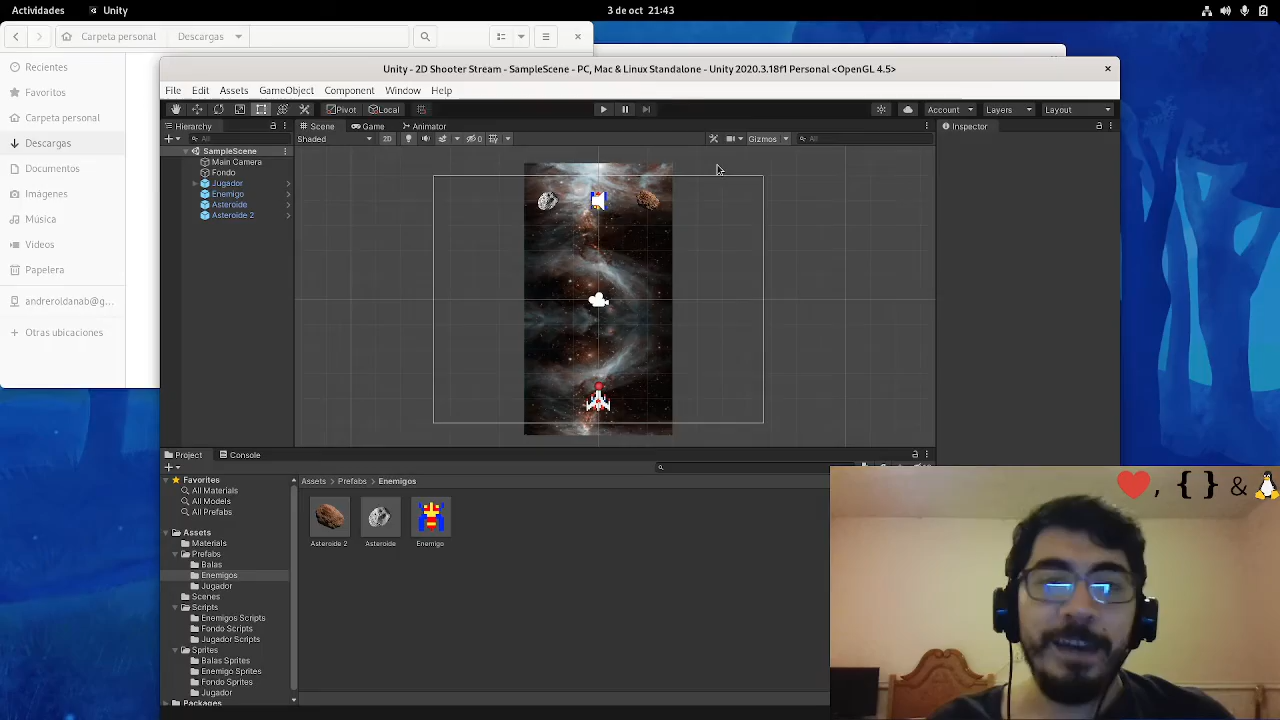 Actividades
Unity
3 de oct 21:43
Carpeta personal
Descargas
Recientes
Favoritos
Carpeta personal
Descargas
Documentos
Imágenes
Música
Videos
Papelera
andreroldanab@g...
Otras ubicaciones
Unity - 2D Shooter Stream - SampleScene - PC, Mac & Linux Standalone - Unity 2020.3.18f1 Personal <OpenGL 4.5>
File Edit Assets GameObject Component Window Help
Pivot Local
Account Layers Layout
Hierarchy
All
SampleScene
Main Camera
Fondo
Jugador
Enemigo
Asteroide
Asteroide 2
Scene Game Animator
Shaded 2D 0 Gizmos All
Inspector
Project Console
Favorites
All Materials
All Models
All Prefabs
Assets
Materials
Prefabs
Balas
Enemigos
Jugador
Scenes
Scripts
Enemigos Scripts
Fondo Scripts
Jugador Scripts
Sprites
Balas Sprites
Enemigo Sprites
Fondo Sprites
Jugador
Packages
Assets > Prefabs > Enemigos
Asteroide 2 Asteroide Enemigo
, { } &